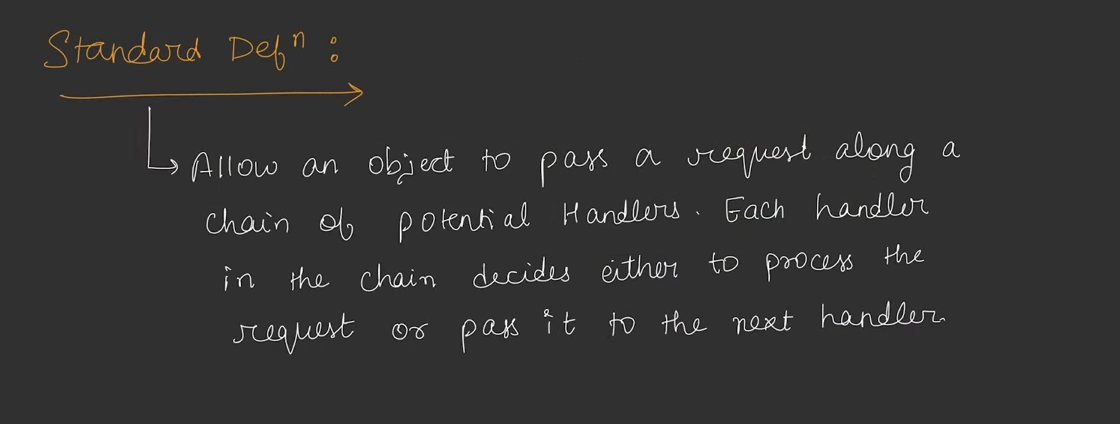 Standard Defⁿ :
Allow an object to pass a request along a
chain of potential Handlers. Each handler
in the chain decides either to process the
request or pass it to the next handler.